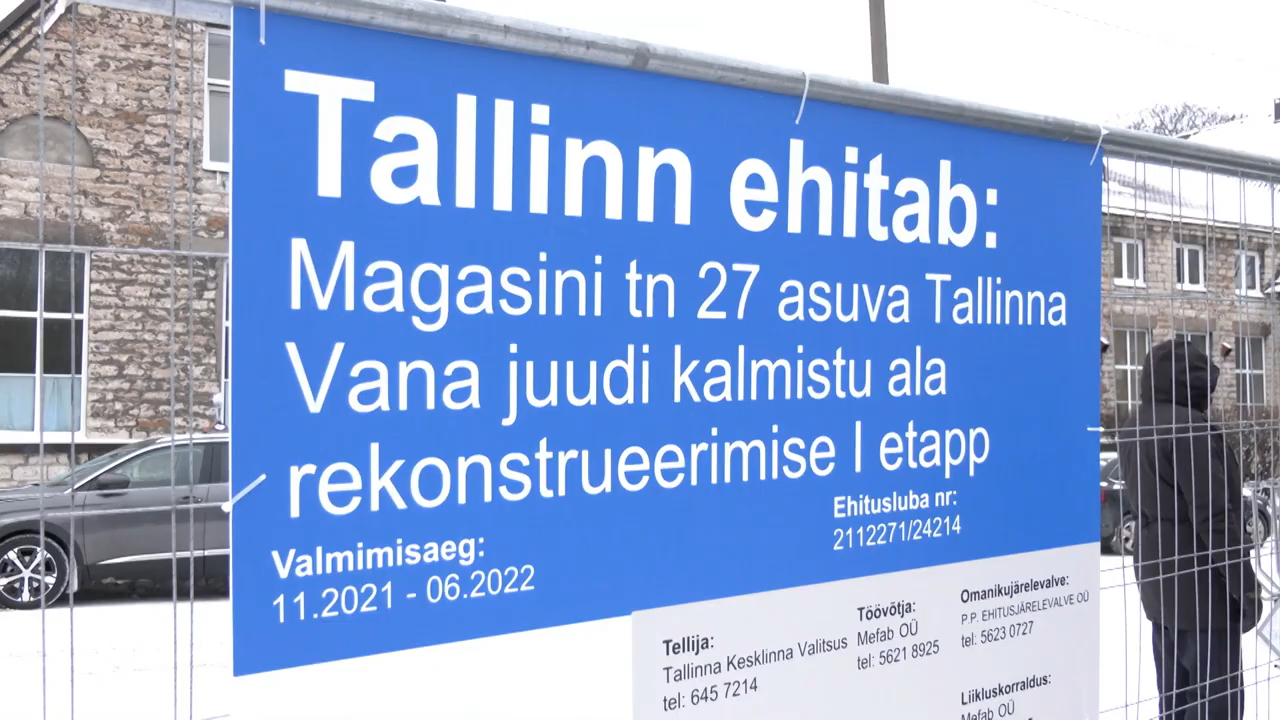 Tallinn ehitab:
Magasini tn 27 asuva Tallinna
Vana juudi kalmistu ala
rekonstrueerimise I etapp
Ehitusluba nr:
2112271/24214
Valmimisaeg:
11.2021 - 06.2022
Tellija:
Tallinna Kesklinna Valitsus
tel: 645 7214
Töövõtja:
Mefab OÜ
tel: 5621 8925
Omanikujärelevalve:
P.P. EHITUSJÄRELEVALVE OÜ
tel: 5623 0727
Liikluskorraldus:
Mefab OÜ